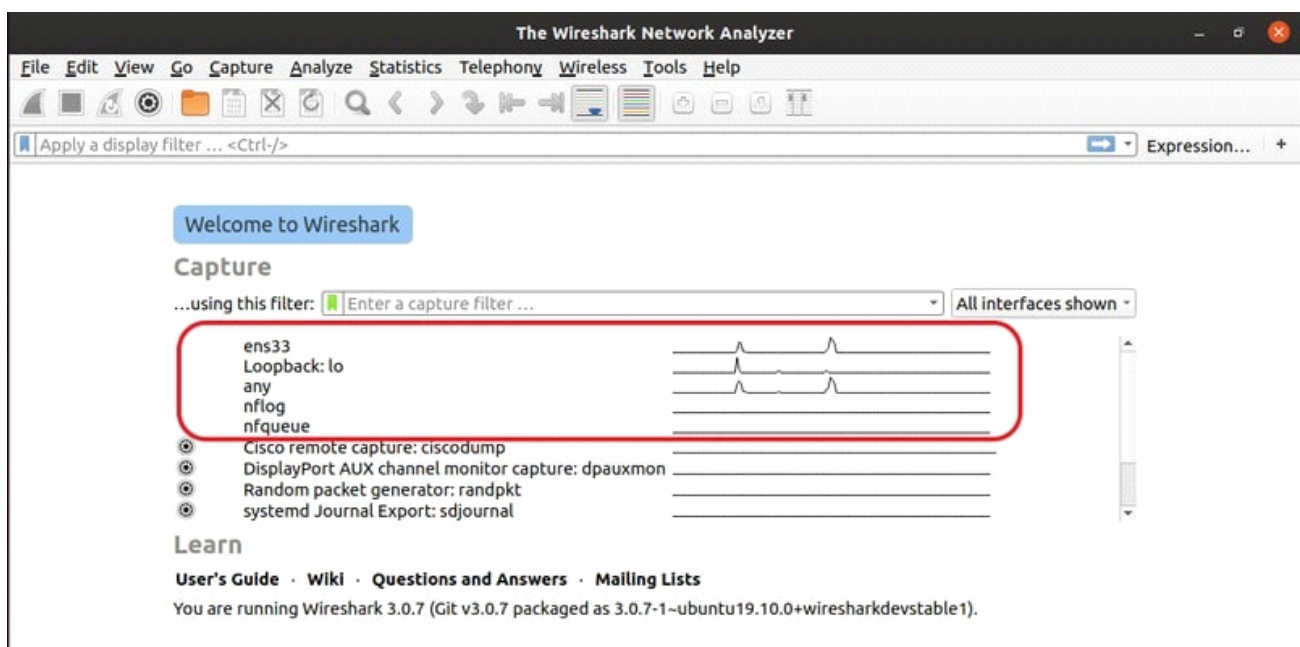 The Wireshark Network Analyzer
File Edit View Go Capture Analyze Statistics Telephony Wireless Tools Help
Apply a display filter ... <Ctrl-/>
Expression... +
Welcome to Wireshark
Capture
...using this filter: Enter a capture filter ... All interfaces shown
ens33
Loopback: lo
any
nflog
nfqueue
Cisco remote capture: ciscodump
DisplayPort AUX channel monitor capture: dpauxmon
Random packet generator: randpkt
systemd Journal Export: sdjournal
Learn
User's Guide · Wiki · Questions and Answers · Mailing Lists
You are running Wireshark 3.0.7 (Git v3.0.7 packaged as 3.0.7-1~ubuntu19.10.0+wiresharkdevstable1).